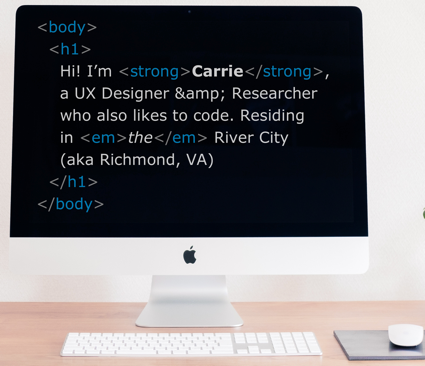 <body>
<h1>
Hi! I’m <strong>Carrie</strong>,
a UX Designer &amp; Researcher
who also likes to code. Residing
in <em>the</em> River City
(aka Richmond, VA)
</h1>
</body>